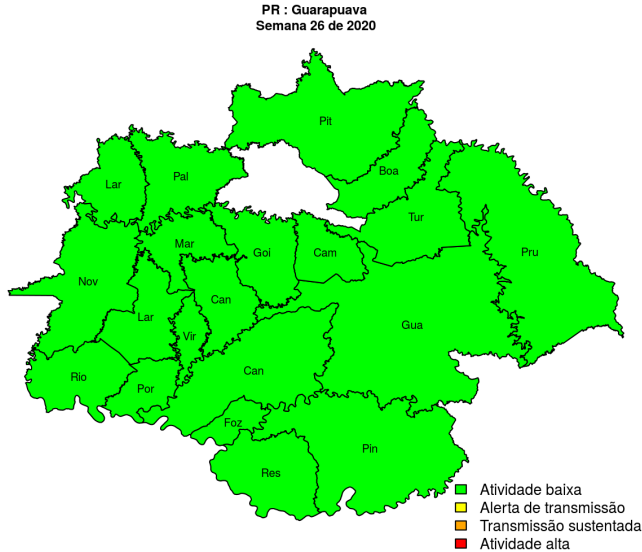 PR : Guarapuava
Semana 26 de 2020
Pit
Boa
Lar
Pal
Tur
Mar
Goi
Cam
Pru
Nov
Can
Lar
Gua
Vir
Can
Rio
Por
Foz
Pin
Res
Atividade baixa
Alerta de transmissão
Transmissão sustentada
Atividade alta